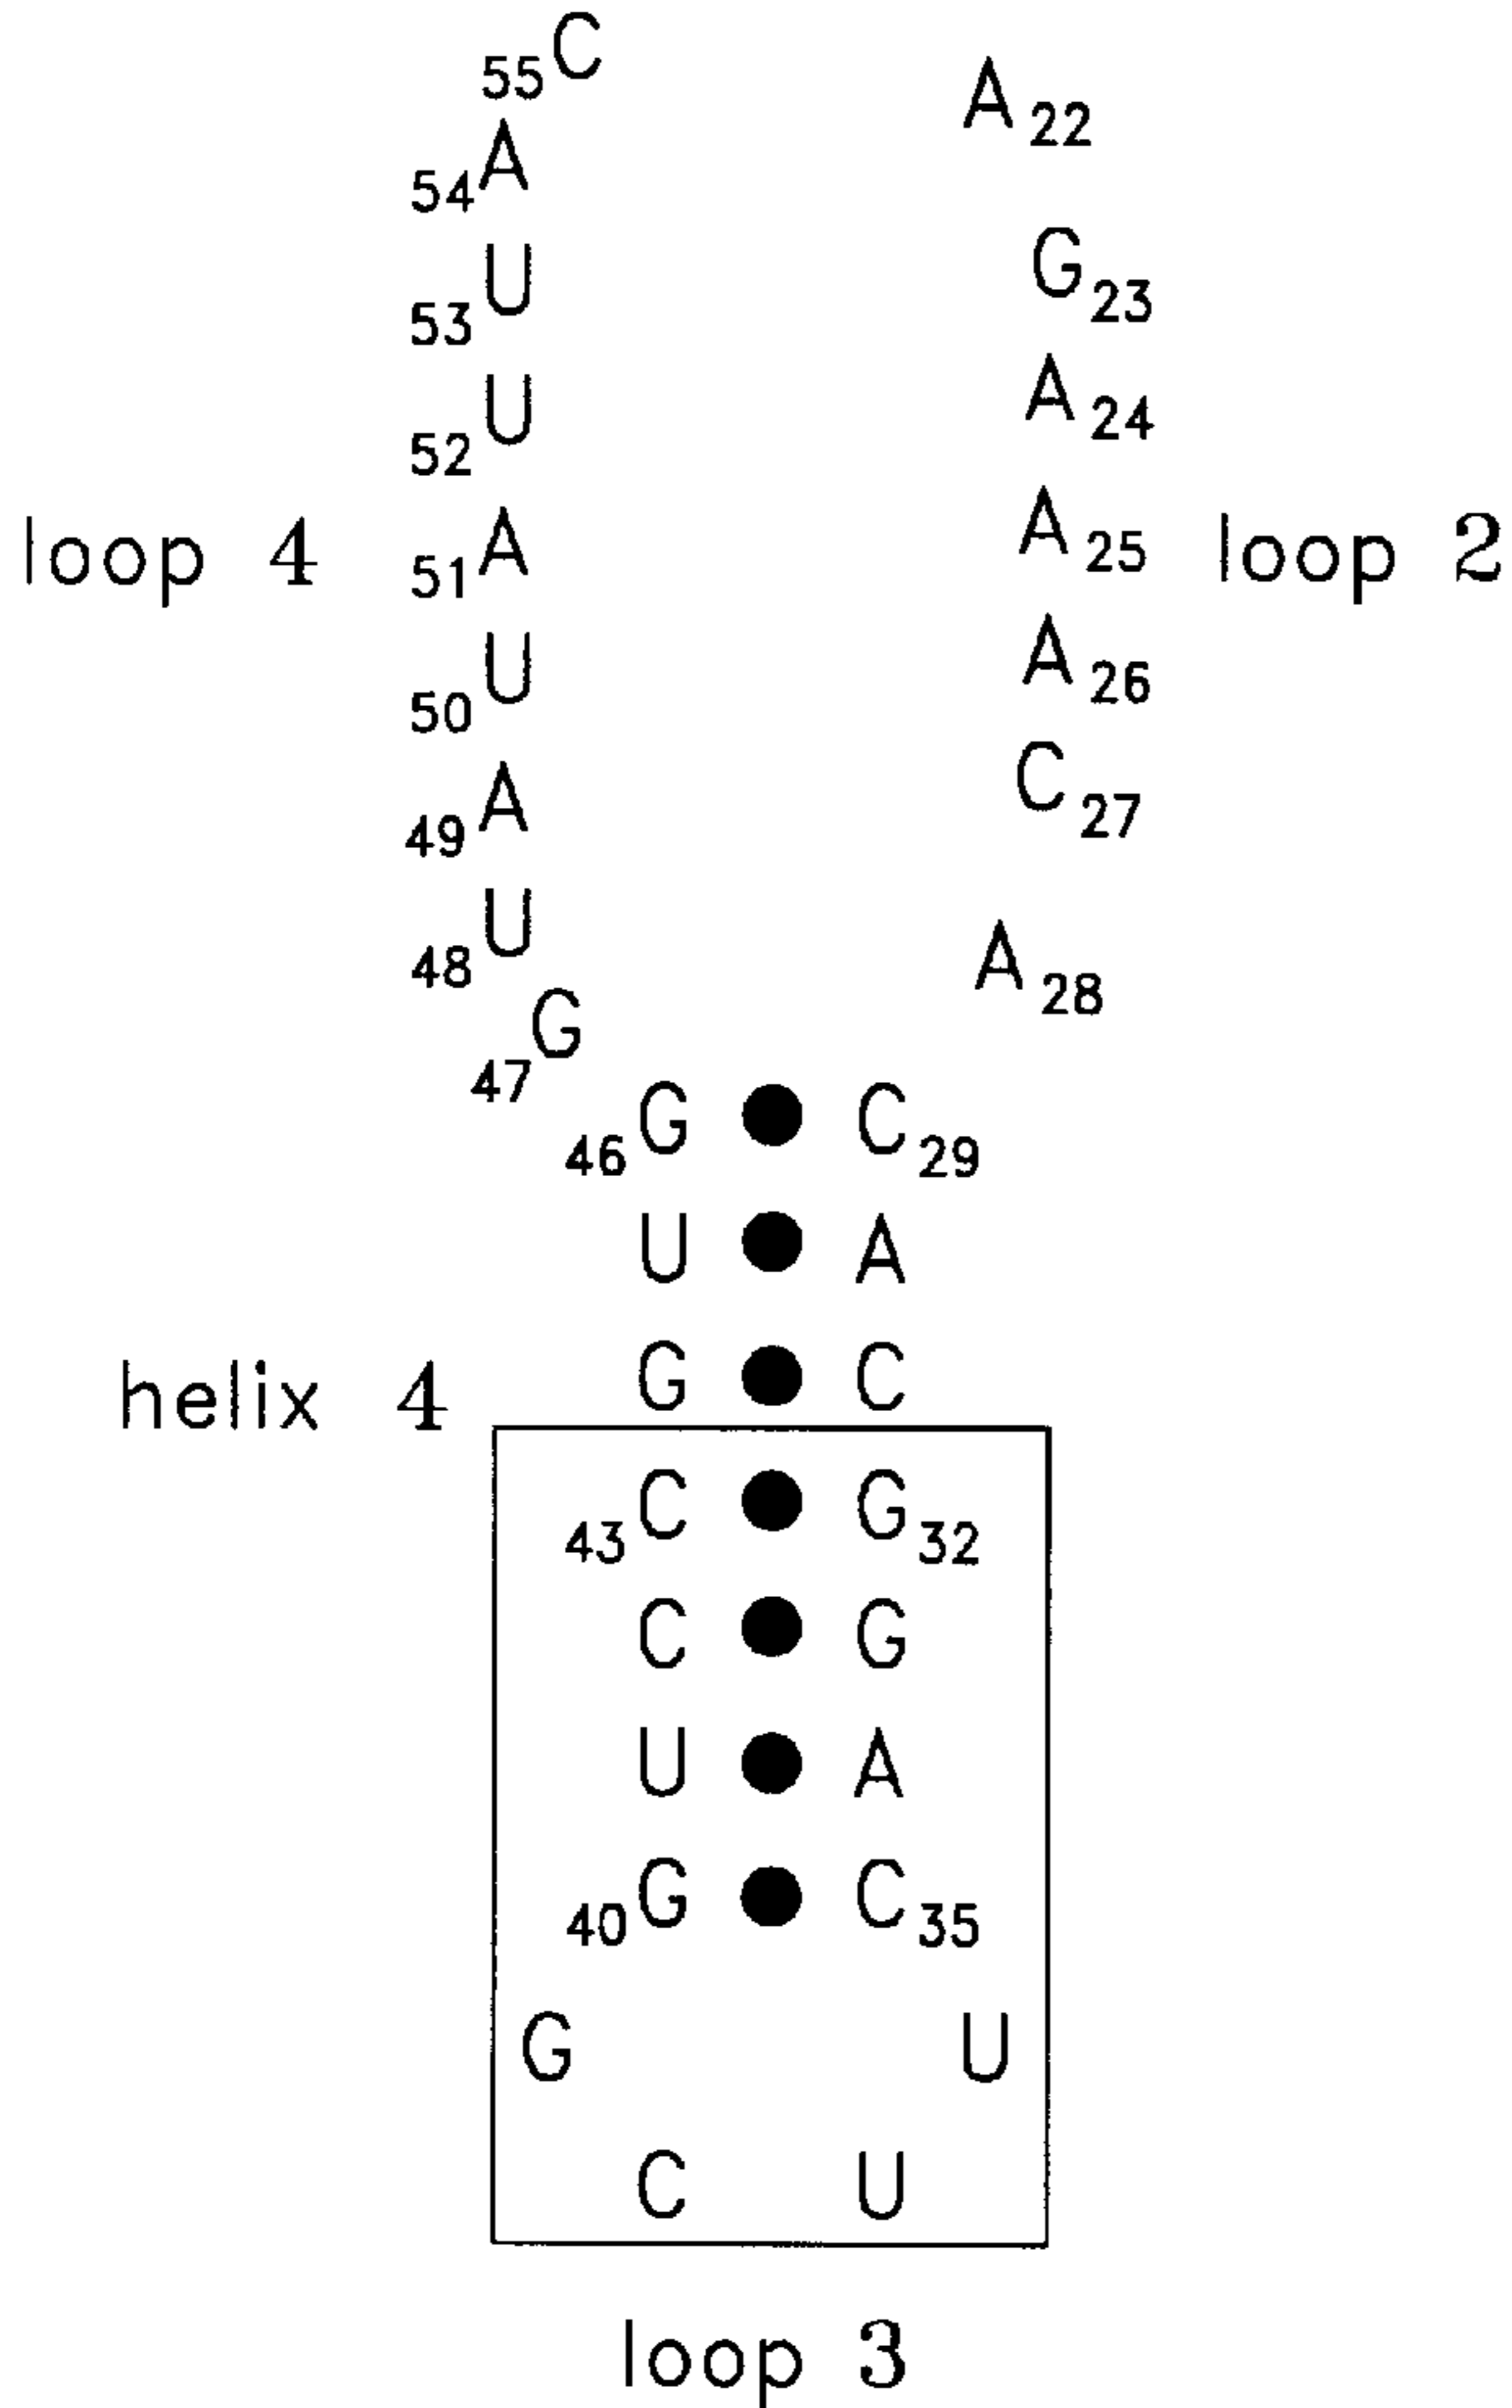 55C
A22
54A
G23
53U
A24
52U
loop 4 51A A25 loop 2
50U A26
49A C27
48U A28
47G
46G ● C29
U ● A
G ● C
helix 4
43C ● G32
C ● G
U ● A
40G ● C35
G U
C U
loop 3